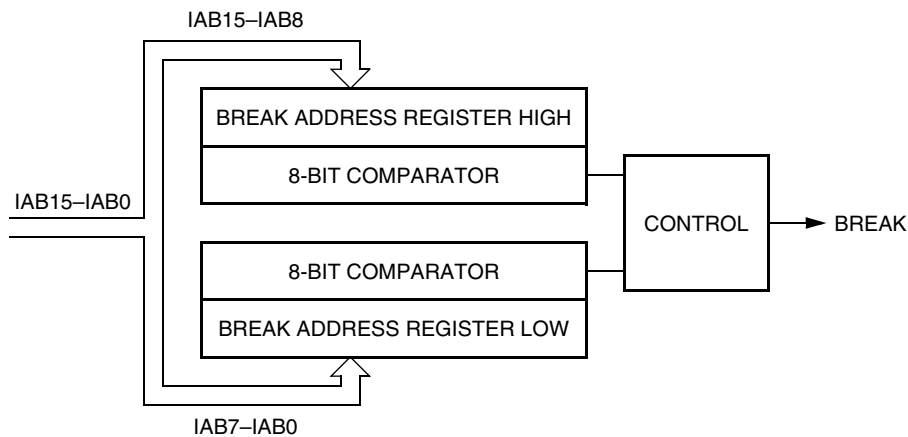 IAB15–IAB8
BREAK ADDRESS REGISTER HIGH
8-BIT COMPARATOR
IAB15–IAB0
CONTROL
BREAK
8-BIT COMPARATOR
BREAK ADDRESS REGISTER LOW
IAB7–IAB0